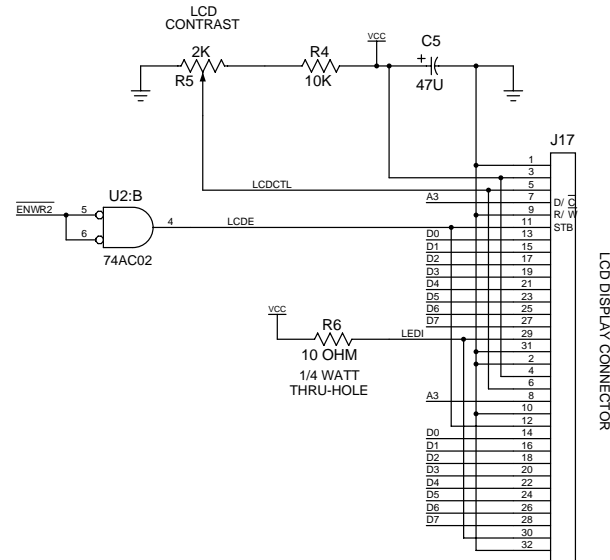 LCD
CONTRAST
2K
R5
R4
10K
VCC
C5
+
47U
J17
1
3
5
7
9
11
13
15
17
19
21
23
25
27
29
31
2
4
6
8
10
12
14
16
18
20
22
24
26
28
30
32
D/ C
R/ W
STB
LCDCTL
A3
U2:B
ENWR2
5
6
4
LCDE
74AC02
D0
D1
D2
D3
D4
D5
D6
D7
VCC
R6
10 OHM
1/4 WATT
THRU-HOLE
LEDI
A3
D0
D1
D2
D3
D4
D5
D6
D7
LCD DISPLAY CONNECTOR